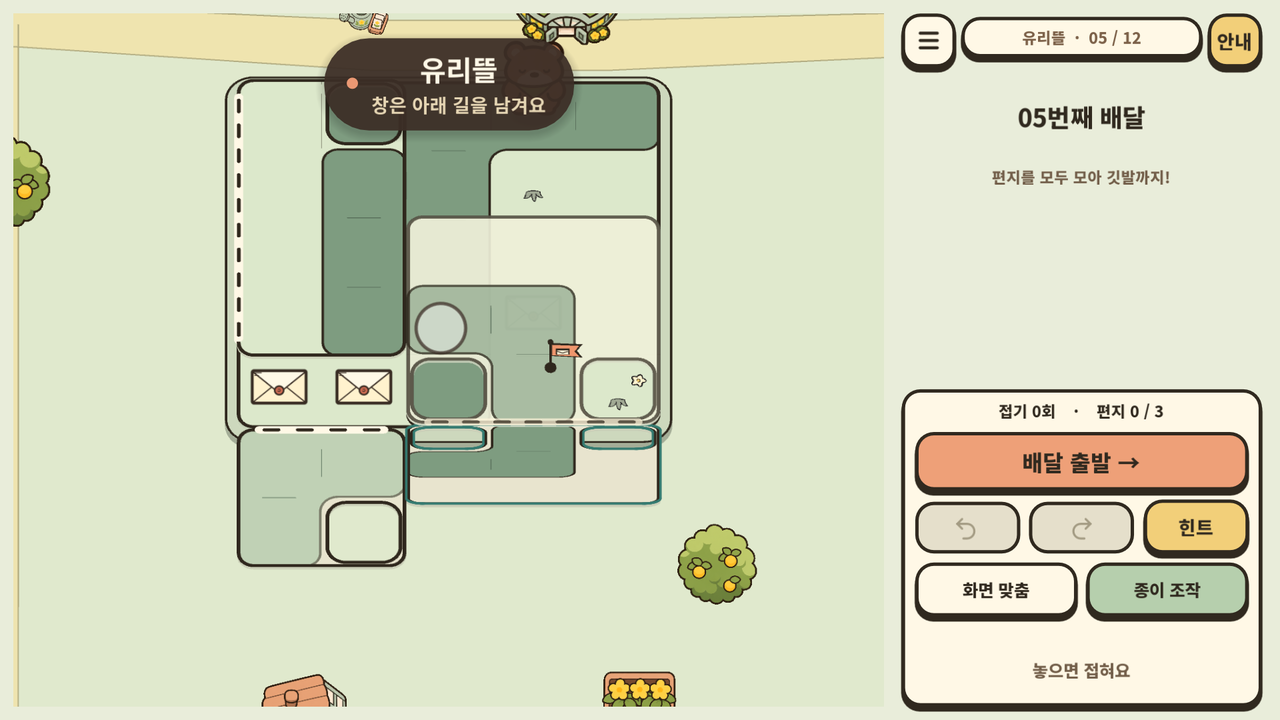 유리뜰
창은 아래 길을 남겨요
유리뜰 · 05 / 12
안내
05번째 배달
편지를 모두 모아 깃발까지!
접기 0회 · 편지 0 / 3
배달 출발 →
힌트
화면 맞춤
종이 조작
놓으면 접혀요